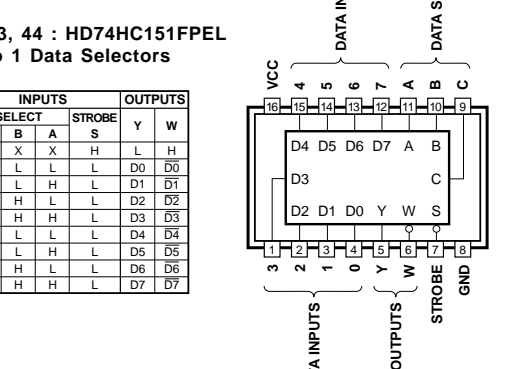 3, 44 : HD74HC151FPEL
1 Data Selectors
INPUTS OUTPUTS
SELECT STROBE Y W
B A S
X X H L H
L L L D0 D0
L H L D1 D1
H L L D2 D2
H H L D3 D3
L L L D4 D4
L H L D5 D5
H L L D6 D6
H H L D7 D7
DATA IN
DATA S
VCC 4 5 6 7 A B C
16 15 14 13 12 11 10 9
D4 D5 D6 D7 A B
D3 C
D2 D1 D0 Y W S
1 2 3 4 5 6 7 8
3 2 1 0 Y W STROBE GND
INPUTS
OUTPUTS